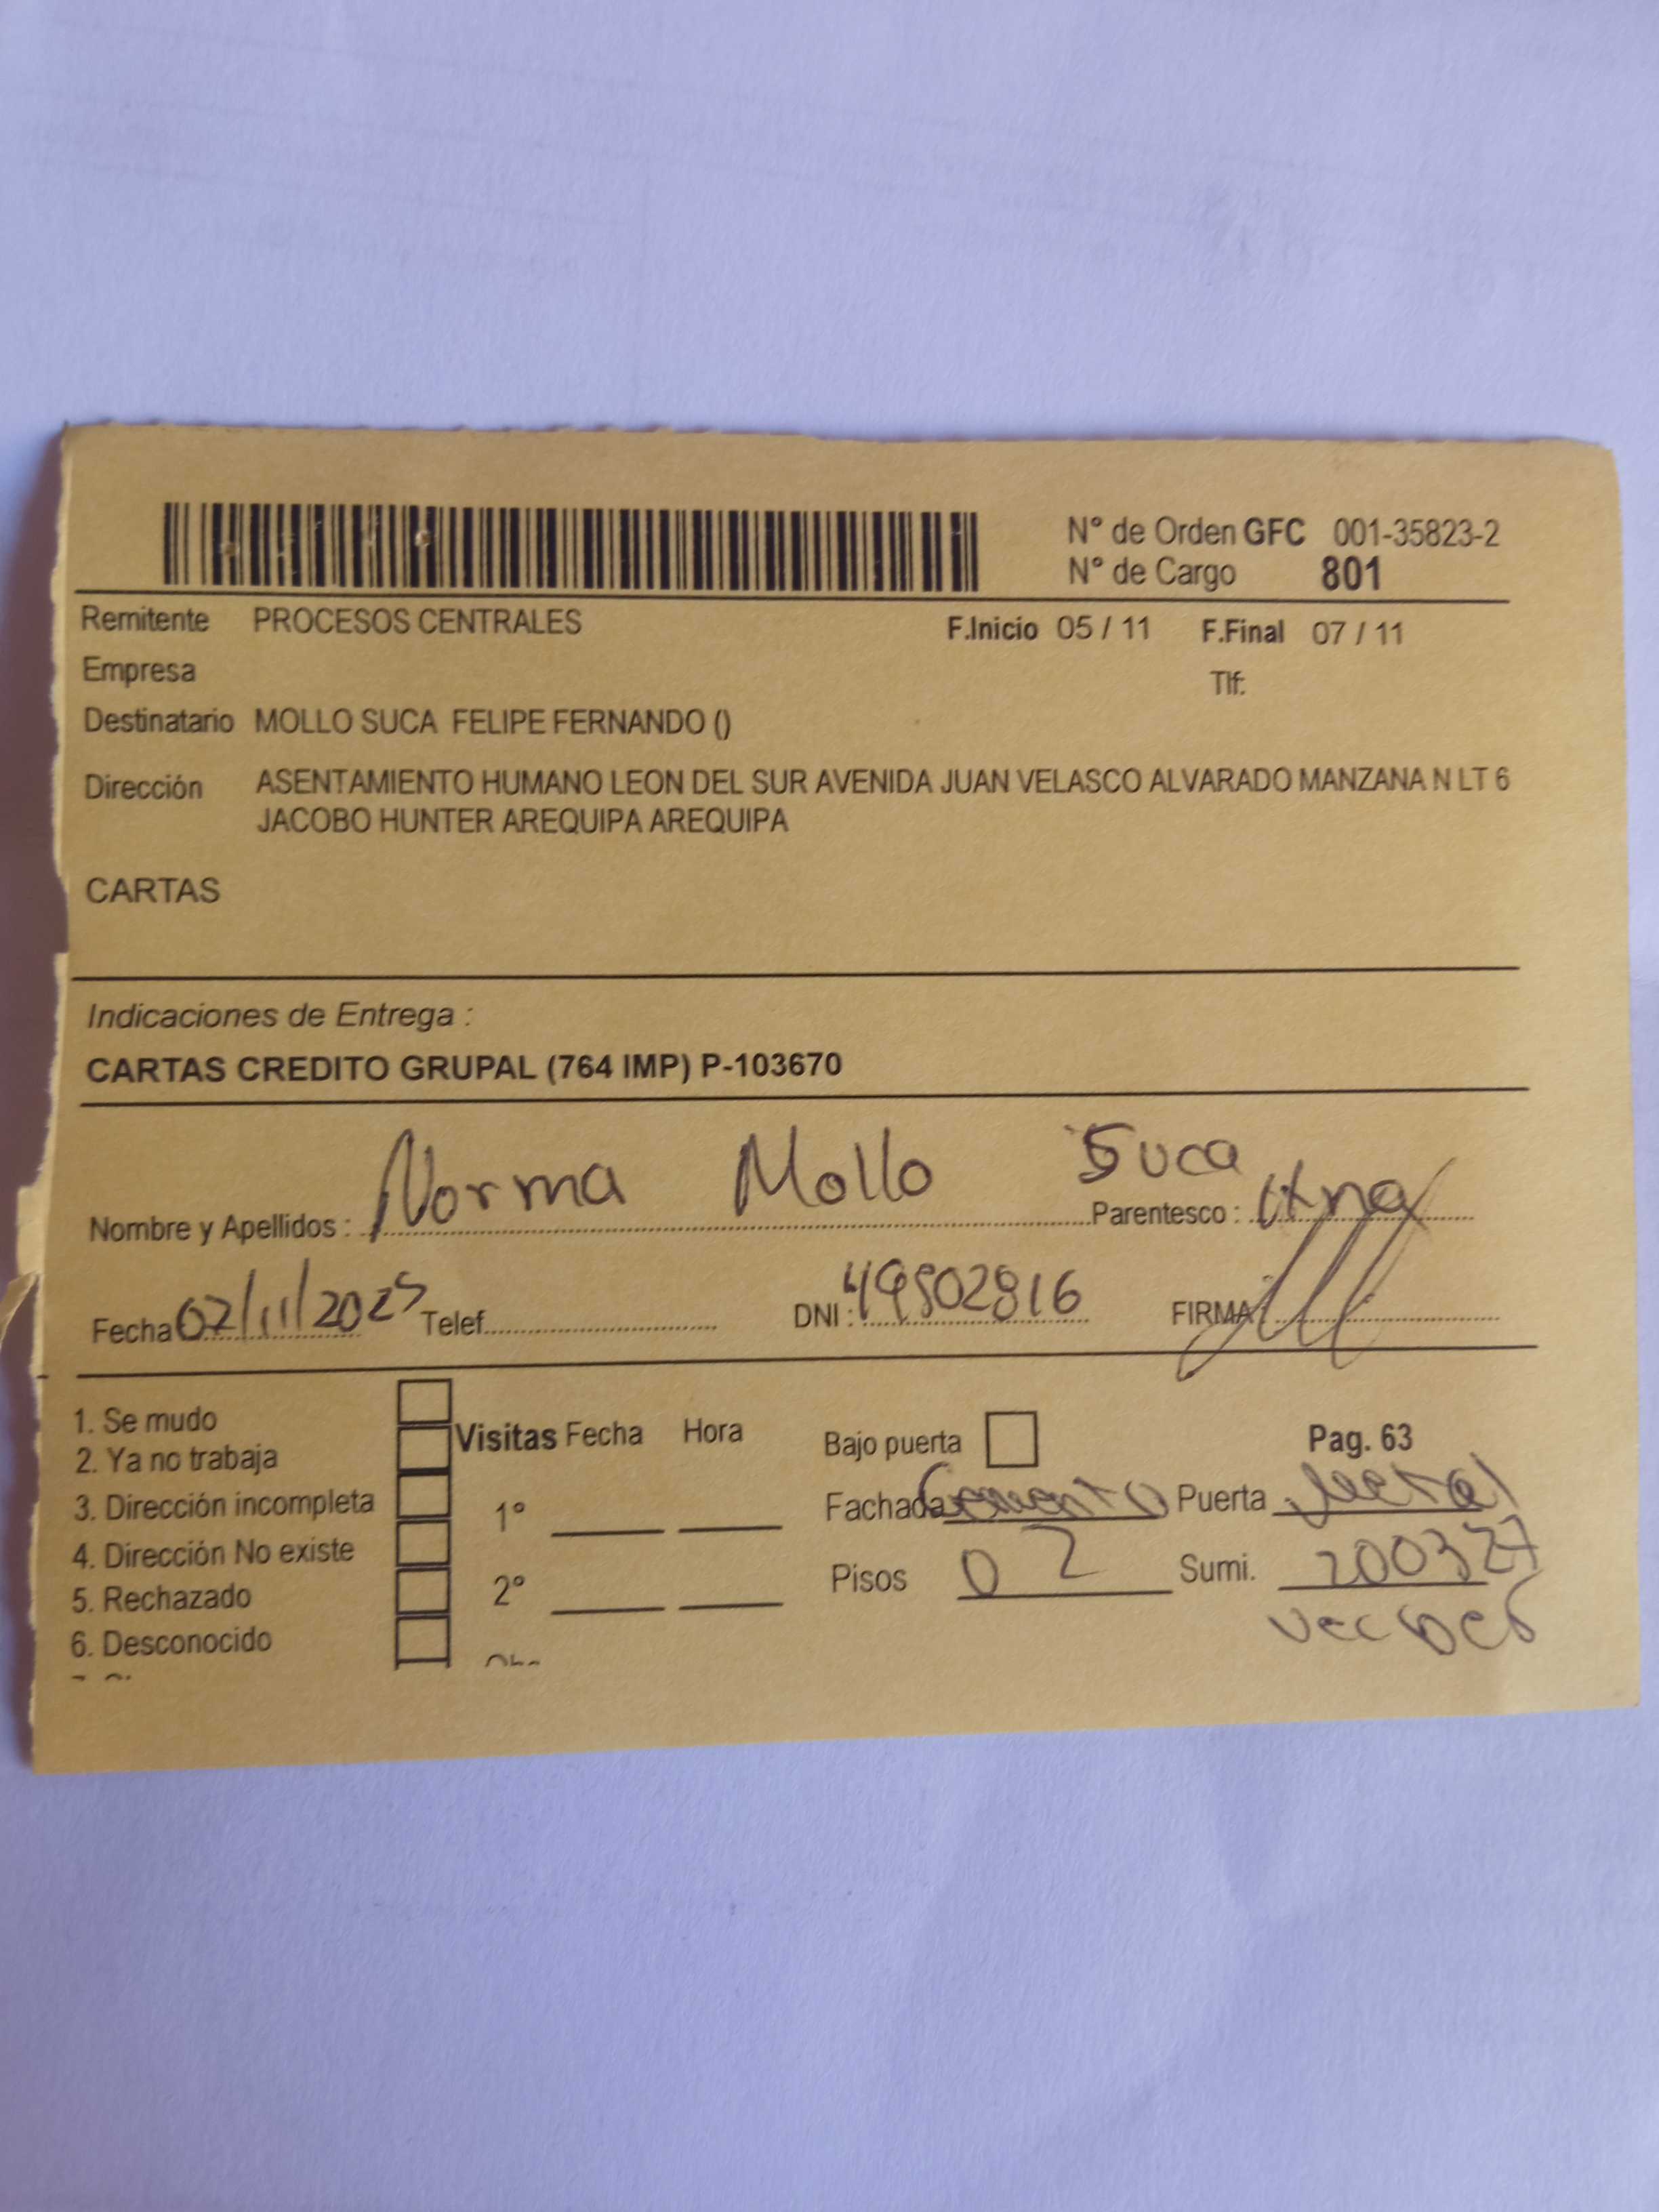 N° de Orden GFC 001-35823-2
N° de Cargo 801
Remitente PROCESOS CENTRALES F.Inicio 05 / 11 F.Final 07 / 11
Empresa Tlf:
Destinatario MOLLO SUCA FELIPE FERNANDO ()
Dirección ASENTAMIENTO HUMANO LEON DEL SUR AVENIDA JUAN VELASCO ALVARADO MANZANA N LT 6
JACOBO HUNTER AREQUIPA AREQUIPA
CARTAS
Indicaciones de Entrega :
CARTAS CREDITO GRUPAL (764 IMP) P-103670
Nombre y Apellidos : Norma Mollo Suca Parentesco :
Fecha Telef. DNI : FIRMA :
1. Se mudo
2. Ya no trabaja
3. Dirección incompleta
4. Dirección No existe
5. Rechazado
6. Desconocido
Visitas Fecha Hora
1°
2°
Bajo puerta Pag. 63
Fachada Cemento Puerta Metal
Pisos 02 Sumi. 200327